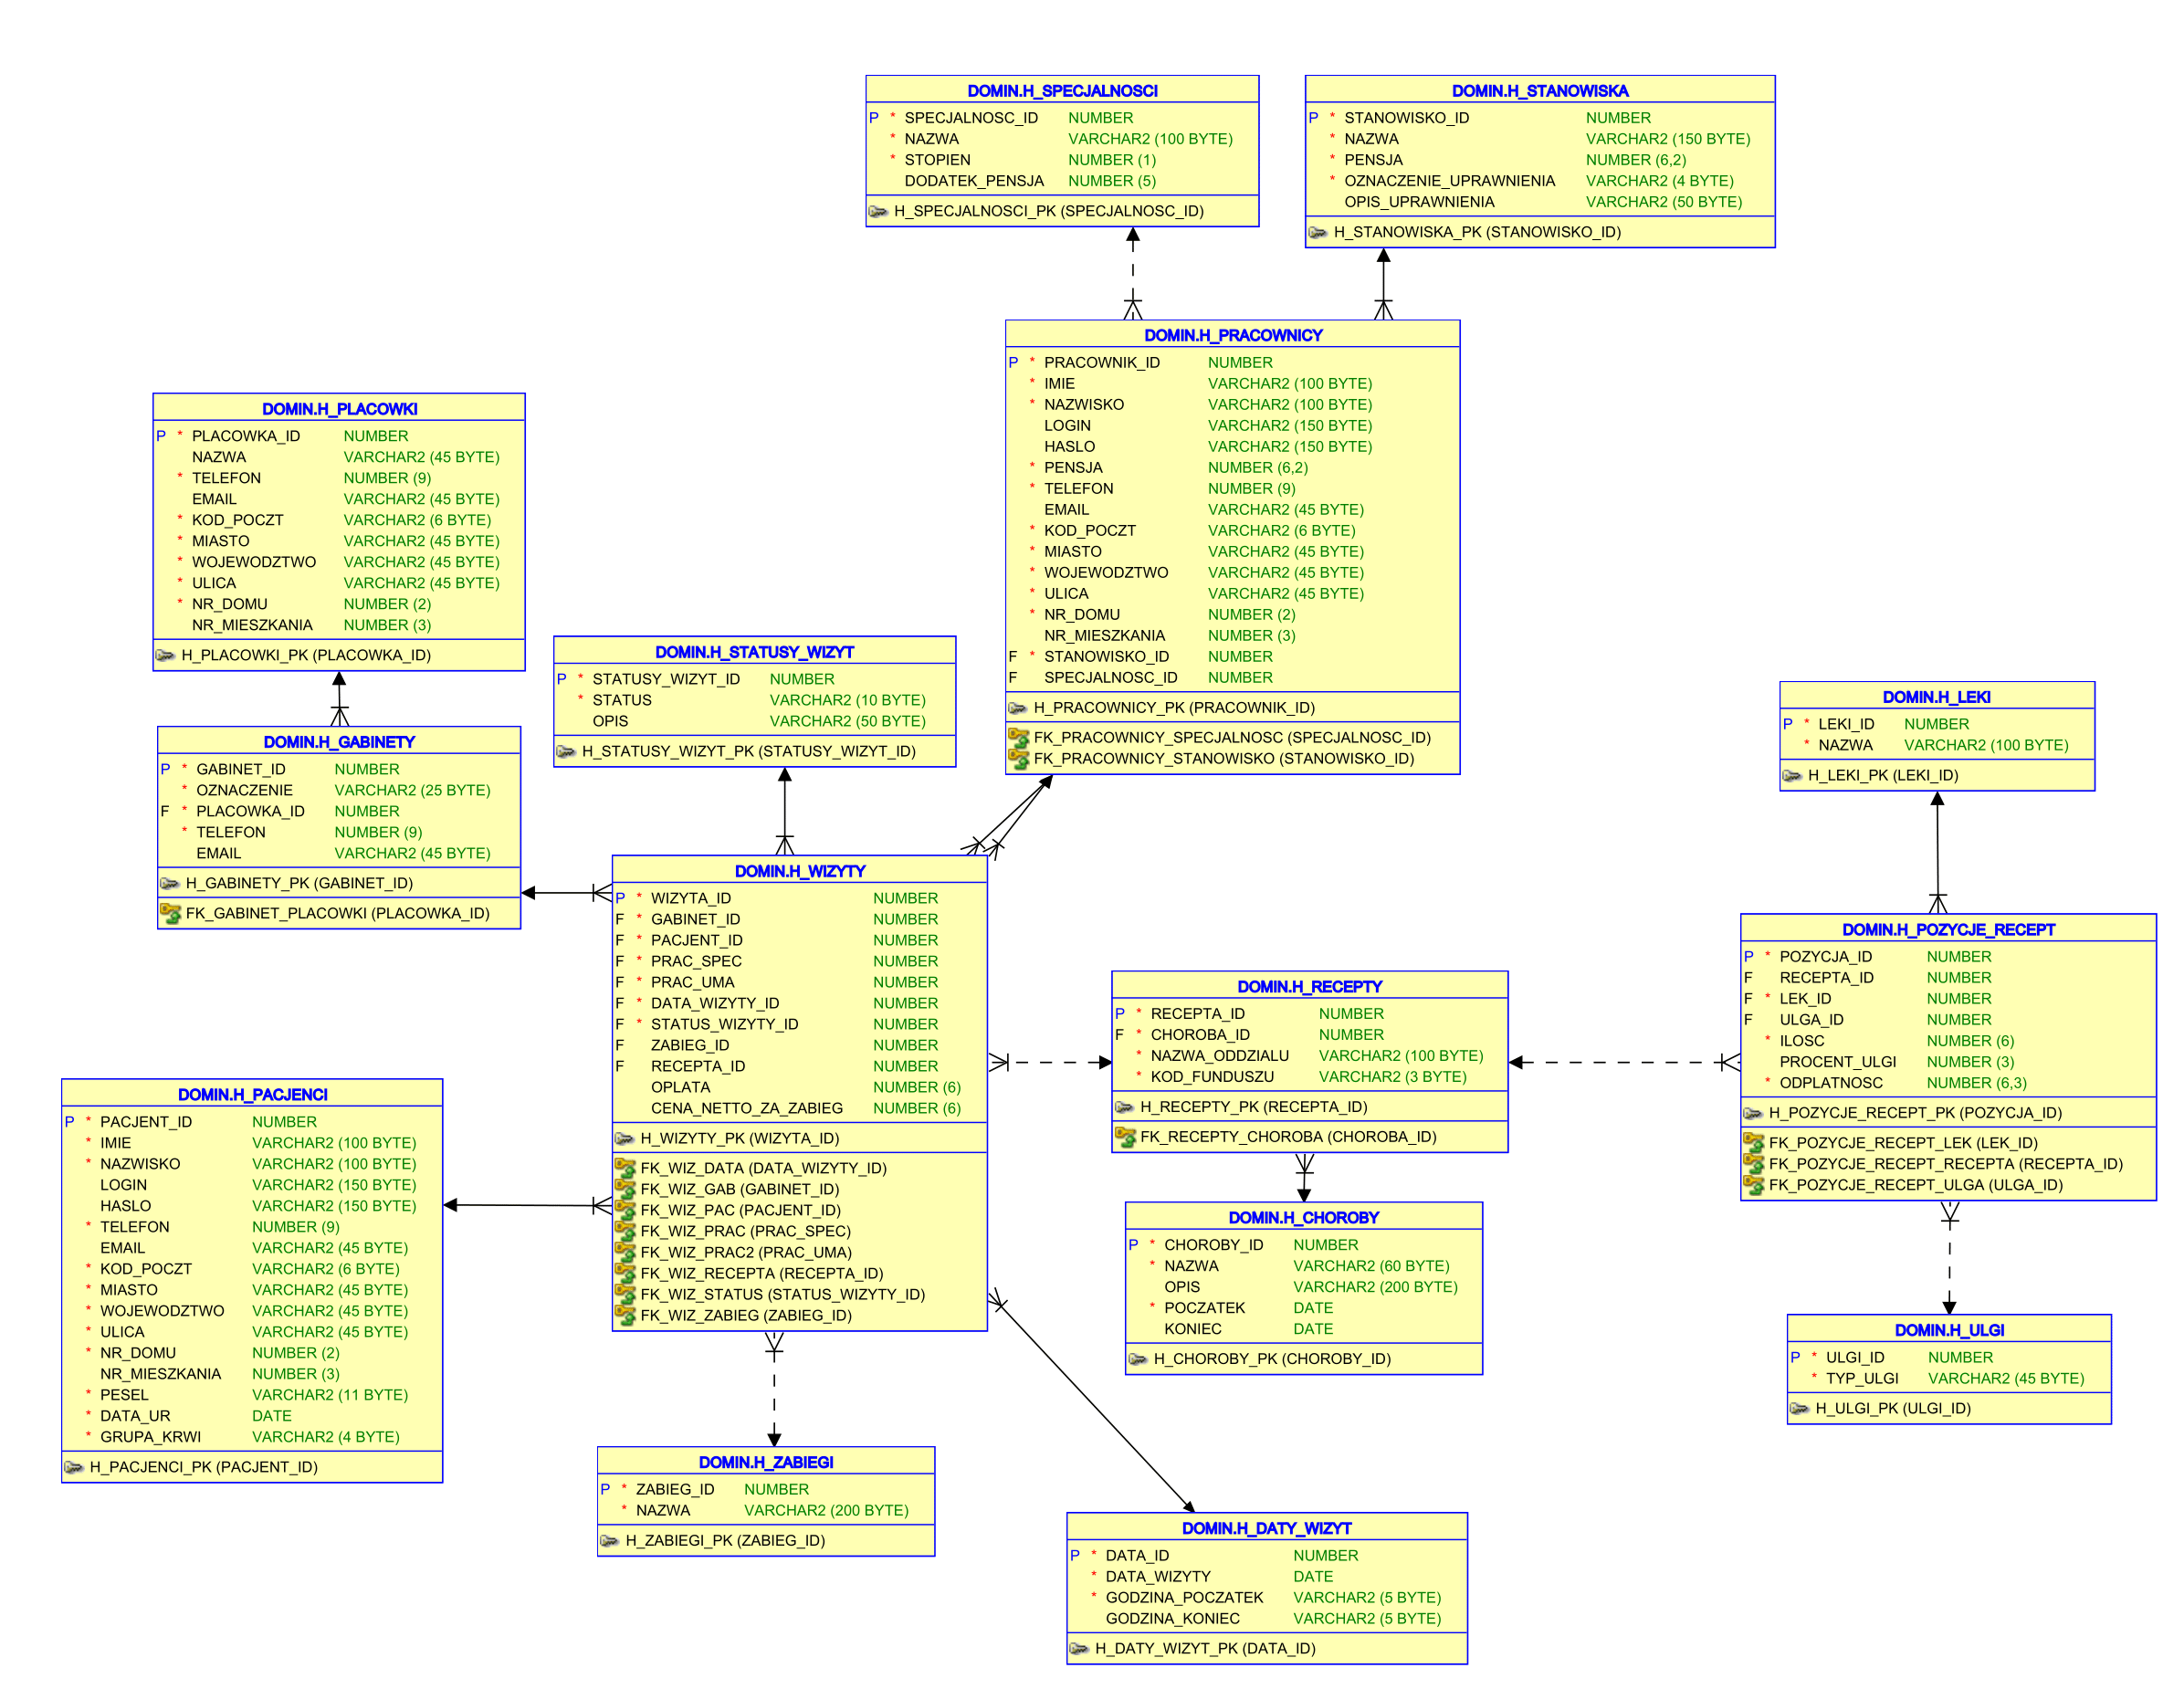 DOMIN.H_SPECJALNOSCI
P * SPECJALNOSC_ID NUMBER
* NAZWA VARCHAR2 (100 BYTE)
* STOPIEN NUMBER (1)
DODATEK_PENSJA NUMBER (5)
H_SPECJALNOSCI_PK (SPECJALNOSC_ID)
DOMIN.H_STANOWISKA
P * STANOWISKO_ID NUMBER
* NAZWA VARCHAR2 (150 BYTE)
* PENSJA NUMBER (6,2)
* OZNACZENIE_UPRAWNIENIA VARCHAR2 (4 BYTE)
OPIS_UPRAWNIENIA VARCHAR2 (50 BYTE)
H_STANOWISKA_PK (STANOWISKO_ID)
DOMIN.H_PRACOWNICY
P * PRACOWNIK_ID NUMBER
* IMIE VARCHAR2 (100 BYTE)
* NAZWISKO VARCHAR2 (100 BYTE)
LOGIN VARCHAR2 (150 BYTE)
HASLO VARCHAR2 (150 BYTE)
* PENSJA NUMBER (6,2)
* TELEFON NUMBER (9)
EMAIL VARCHAR2 (45 BYTE)
* KOD_POCZT VARCHAR2 (6 BYTE)
* MIASTO VARCHAR2 (45 BYTE)
* WOJEWODZTWO VARCHAR2 (45 BYTE)
* ULICA VARCHAR2 (45 BYTE)
* NR_DOMU NUMBER (2)
NR_MIESZKANIA NUMBER (3)
F * STANOWISKO_ID NUMBER
F SPECJALNOSC_ID NUMBER
H_PRACOWNICY_PK (PRACOWNIK_ID)
FK_PRACOWNICY_SPECJALNOSC (SPECJALNOSC_ID)
FK_PRACOWNICY_STANOWISKO (STANOWISKO_ID)
DOMIN.H_PLACOWKI
P * PLACOWKA_ID NUMBER
NAZWA VARCHAR2 (45 BYTE)
* TELEFON NUMBER (9)
EMAIL VARCHAR2 (45 BYTE)
* KOD_POCZT VARCHAR2 (6 BYTE)
* MIASTO VARCHAR2 (45 BYTE)
* WOJEWODZTWO VARCHAR2 (45 BYTE)
* ULICA VARCHAR2 (45 BYTE)
* NR_DOMU NUMBER (2)
NR_MIESZKANIA NUMBER (3)
H_PLACOWKI_PK (PLACOWKA_ID)
DOMIN.H_STATUSY_WIZYT
P * STATUSY_WIZYT_ID NUMBER
* STATUS VARCHAR2 (10 BYTE)
OPIS VARCHAR2 (50 BYTE)
H_STATUSY_WIZYT_PK (STATUSY_WIZYT_ID)
DOMIN.H_LEKI
P * LEKI_ID NUMBER
* NAZWA VARCHAR2 (100 BYTE)
H_LEKI_PK (LEKI_ID)
DOMIN.H_GABINETY
P * GABINET_ID NUMBER
* OZNACZENIE VARCHAR2 (25 BYTE)
F * PLACOWKA_ID NUMBER
* TELEFON NUMBER (9)
EMAIL VARCHAR2 (45 BYTE)
H_GABINETY_PK (GABINET_ID)
FK_GABINET_PLACOWKI (PLACOWKA_ID)
DOMIN.H_WIZYTY
P * WIZYTA_ID NUMBER
F * GABINET_ID NUMBER
F * PACJENT_ID NUMBER
F * PRAC_SPEC NUMBER
F * PRAC_UMA NUMBER
F * DATA_WIZYTY_ID NUMBER
F * STATUS_WIZYTY_ID NUMBER
F ZABIEG_ID NUMBER
F RECEPTA_ID NUMBER
OPLATA NUMBER (6)
CENA_NETTO_ZA_ZABIEG NUMBER (6)
H_WIZYTY_PK (WIZYTA_ID)
FK_WIZ_DATA (DATA_WIZYTY_ID)
FK_WIZ_GAB (GABINET_ID)
FK_WIZ_PAC (PACJENT_ID)
FK_WIZ_PRAC (PRAC_SPEC)
FK_WIZ_PRAC2 (PRAC_UMA)
FK_WIZ_RECEPTA (RECEPTA_ID)
FK_WIZ_STATUS (STATUS_WIZYTY_ID)
FK_WIZ_ZABIEG (ZABIEG_ID)
DOMIN.H_RECEPTY
P * RECEPTA_ID NUMBER
F * CHOROBA_ID NUMBER
* NAZWA_ODDZIALU VARCHAR2 (100 BYTE)
* KOD_FUNDUSZU VARCHAR2 (3 BYTE)
H_RECEPTY_PK (RECEPTA_ID)
FK_RECEPTY_CHOROBA (CHOROBA_ID)
DOMIN.H_POZYCJE_RECEPT
P * POZYCJA_ID NUMBER
F RECEPTA_ID NUMBER
F * LEK_ID NUMBER
F ULGA_ID NUMBER
* ILOSC NUMBER (6)
PROCENT_ULGI NUMBER (3)
* ODPLATNOSC NUMBER (6,3)
H_POZYCJE_RECEPT_PK (POZYCJA_ID)
FK_POZYCJE_RECEPT_LEK (LEK_ID)
FK_POZYCJE_RECEPT_RECEPTA (RECEPTA_ID)
FK_POZYCJE_RECEPT_ULGA (ULGA_ID)
DOMIN.H_PACJENCI
P * PACJENT_ID NUMBER
* IMIE VARCHAR2 (100 BYTE)
* NAZWISKO VARCHAR2 (100 BYTE)
LOGIN VARCHAR2 (150 BYTE)
HASLO VARCHAR2 (150 BYTE)
* TELEFON NUMBER (9)
EMAIL VARCHAR2 (45 BYTE)
* KOD_POCZT VARCHAR2 (6 BYTE)
* MIASTO VARCHAR2 (45 BYTE)
* WOJEWODZTWO VARCHAR2 (45 BYTE)
* ULICA VARCHAR2 (45 BYTE)
* NR_DOMU NUMBER (2)
NR_MIESZKANIA NUMBER (3)
* PESEL VARCHAR2 (11 BYTE)
* DATA_UR DATE
* GRUPA_KRWI VARCHAR2 (4 BYTE)
H_PACJENCI_PK (PACJENT_ID)
DOMIN.H_CHOROBY
P * CHOROBY_ID NUMBER
* NAZWA VARCHAR2 (60 BYTE)
OPIS VARCHAR2 (200 BYTE)
* POCZATEK DATE
KONIEC DATE
H_CHOROBY_PK (CHOROBY_ID)
DOMIN.H_ULGI
P * ULGI_ID NUMBER
* TYP_ULGI VARCHAR2 (45 BYTE)
H_ULGI_PK (ULGI_ID)
DOMIN.H_ZABIEGI
P * ZABIEG_ID NUMBER
* NAZWA VARCHAR2 (200 BYTE)
H_ZABIEGI_PK (ZABIEG_ID)
DOMIN.H_DATY_WIZYT
P * DATA_ID NUMBER
* DATA_WIZYTY DATE
* GODZINA_POCZATEK VARCHAR2 (5 BYTE)
GODZINA_KONIEC VARCHAR2 (5 BYTE)
H_DATY_WIZYT_PK (DATA_ID)